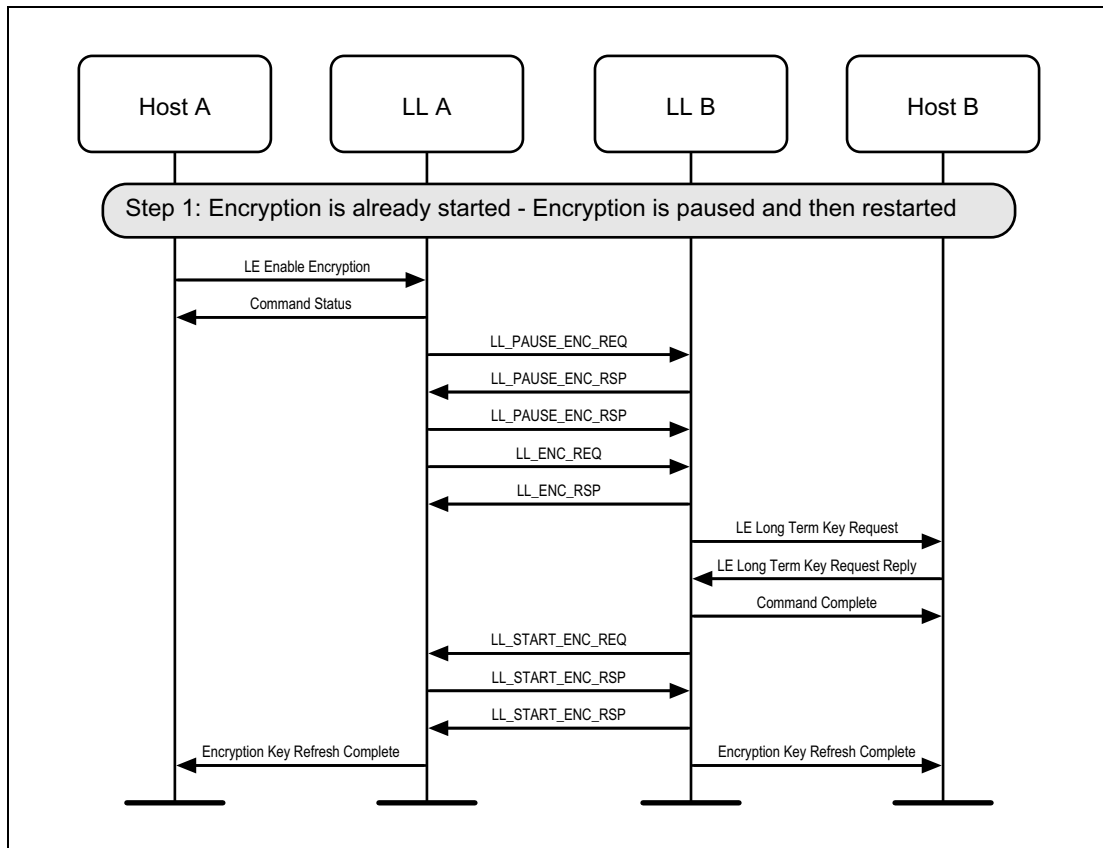 Host A
LL A
LL B
Host B
Step 1: Encryption is already started - Encryption is paused and then restarted
LE Enable Encryption
Command Status
LL_PAUSE_ENC_REQ
LL_PAUSE_ENC_RSP
LL_PAUSE_ENC_RSP
LL_ENC_REQ
LL_ENC_RSP
LE Long Term Key Request
LE Long Term Key Request Reply
Command Complete
LL_START_ENC_REQ
LL_START_ENC_RSP
LL_START_ENC_RSP
Encryption Key Refresh Complete
Encryption Key Refresh Complete